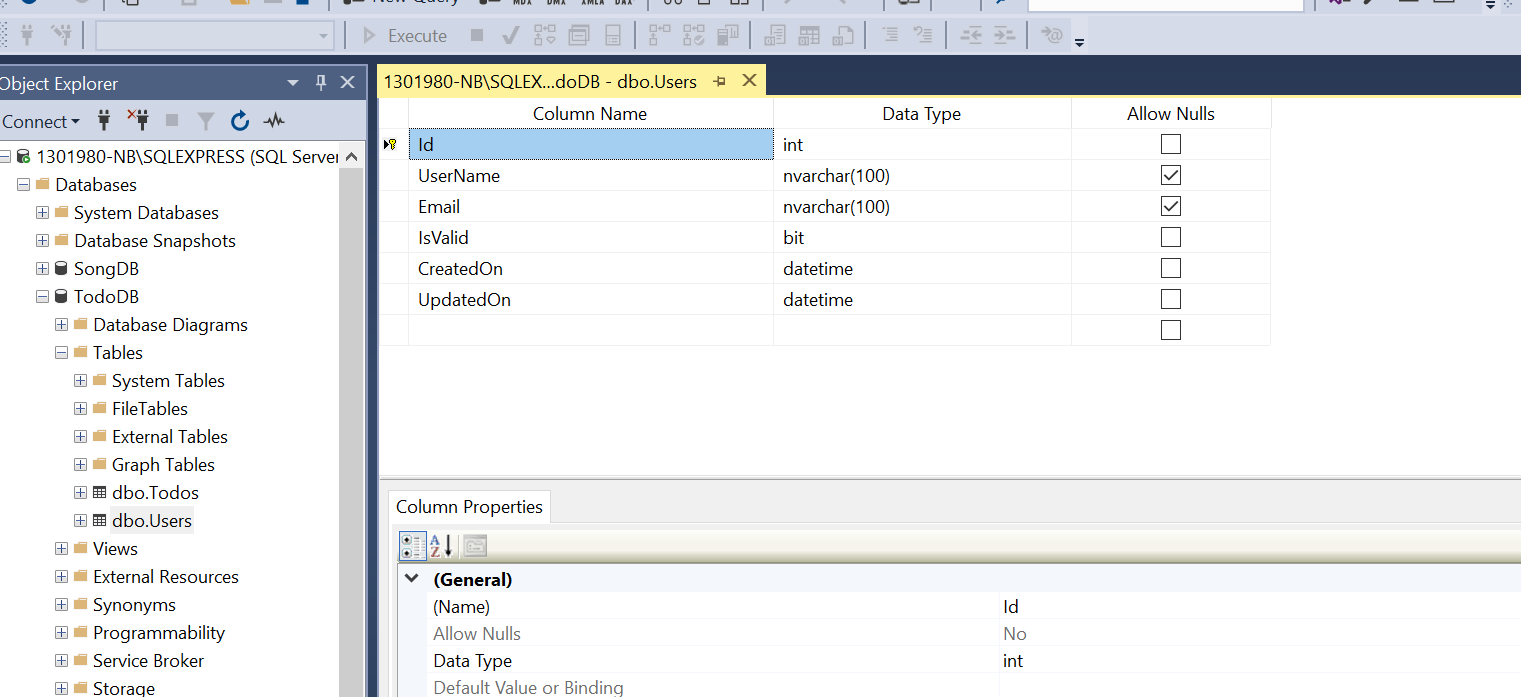 New Query MDX DMX XMLA DAX
Execute
Object Explorer
Connect
1301980-NB\SQLEXPRESS (SQL Server
Databases
System Databases
Database Snapshots
SongDB
TodoDB
Database Diagrams
Tables
System Tables
FileTables
External Tables
Graph Tables
dbo.Todos
dbo.Users
Views
External Resources
Synonyms
Programmability
Service Broker
Storage
1301980-NB\SQLEX...doDB - dbo.Users
Column Name Data Type Allow Nulls
Id int
UserName nvarchar(100)
Email nvarchar(100)
IsValid bit
CreatedOn datetime
UpdatedOn datetime
Column Properties
(General)
(Name) Id
Allow Nulls No
Data Type int
Default Value or Binding